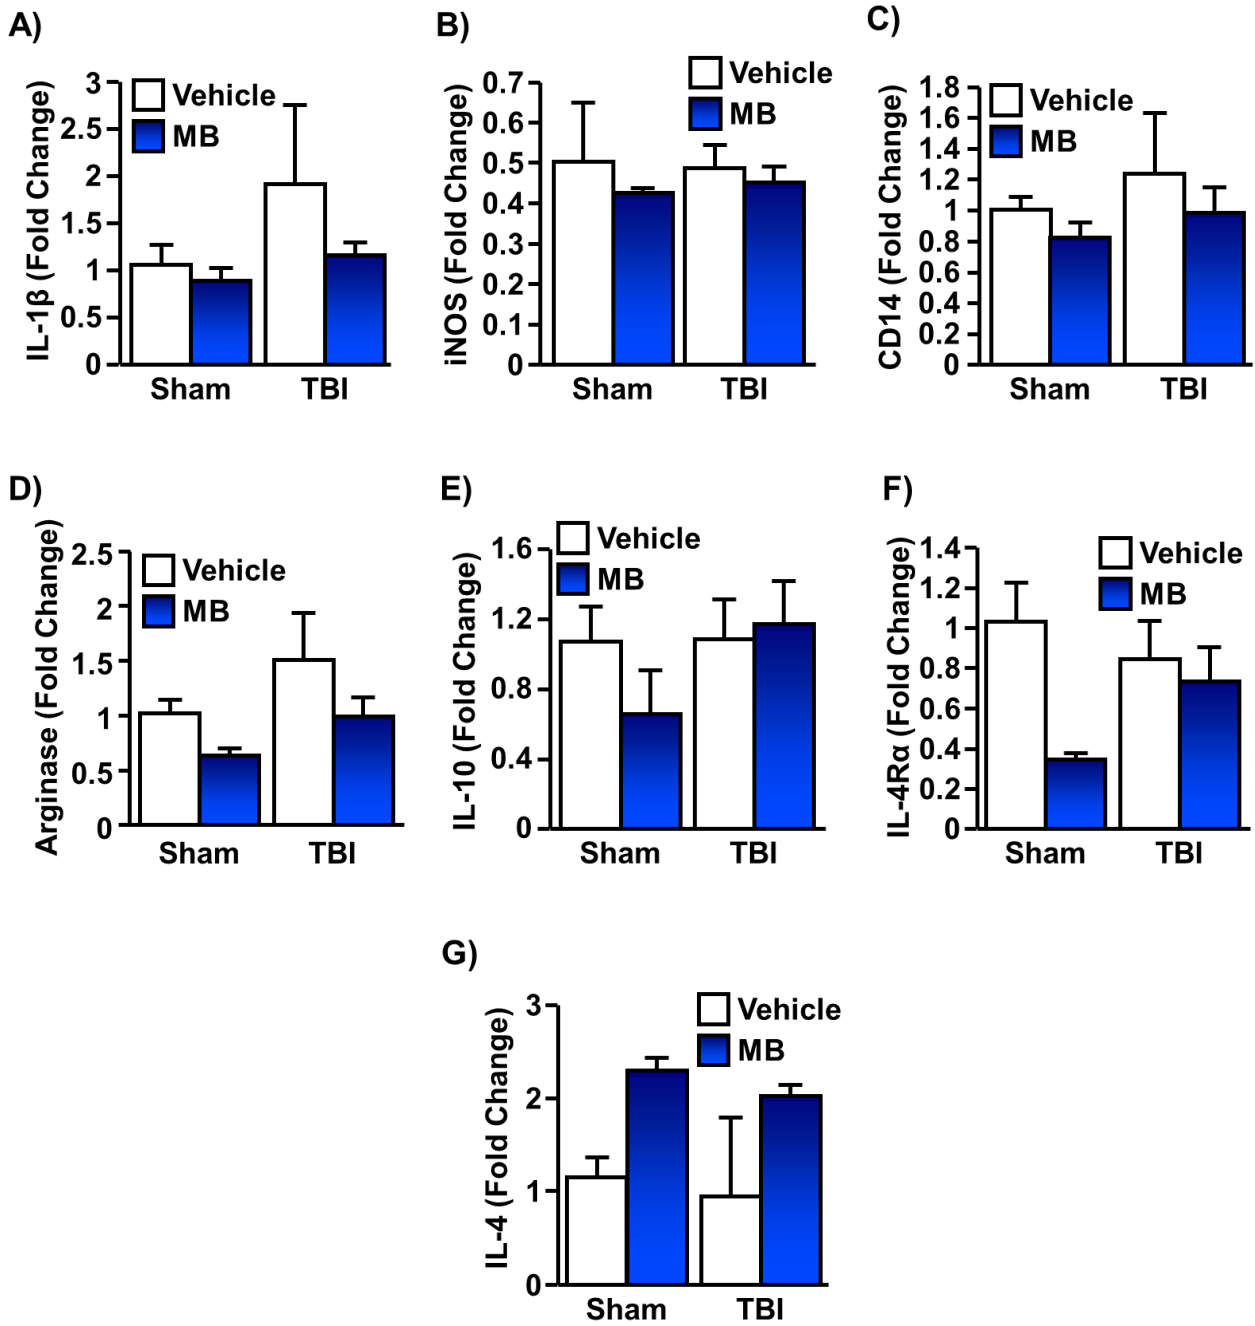 A)
IL-1β (Fold Change)
3
2.5
2
1.5
1
0.5
0
Vehicle
MB
Sham
TBI
B)
iNOS (Fold Change)
0.7
0.6
0.5
0.4
0.3
0.2
0.1
0
Vehicle
MB
Sham
TBI
C)
CD14 (Fold Change)
1.8
1.6
1.4
1.2
1
0.8
0.6
0.4
0.2
0
Vehicle
MB
Sham
TBI
D)
Arginase (Fold Change)
2.5
2
1.5
1
0.5
0
Vehicle
MB
Sham
TBI
E)
IL-10 (Fold Change)
1.6
1.2
0.8
0.4
0
Vehicle
MB
Sham
TBI
F)
IL-4Rα (Fold Change)
1.4
1.2
1
0.8
0.6
0.4
0.2
0
Vehicle
MB
Sham
TBI
G)
IL-4 (Fold Change)
3
2
1
0
Vehicle
MB
Sham
TBI